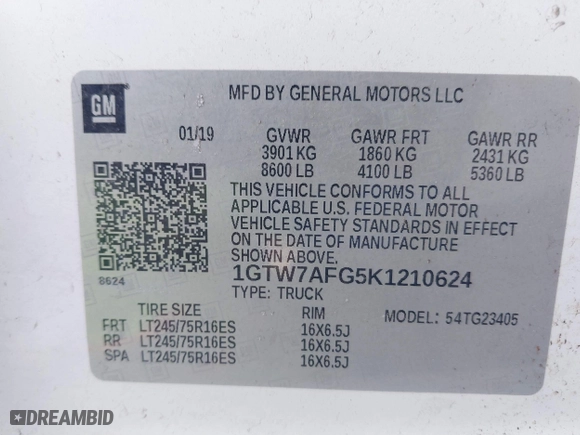 GM
MFD BY GENERAL MOTORS LLC
01/19 GVWR GAWR FRT GAWR RR
3901 KG 1860 KG 2431 KG
8600 LB 4100 LB 5360 LB
THIS VEHICLE CONFORMS TO ALL
APPLICABLE U.S. FEDERAL MOTOR
VEHICLE SAFETY STANDARDS IN EFFECT
ON THE DATE OF MANUFACTURE
SHOWN ABOVE.
8624
1GTW7AFG5K1210624
TYPE: TRUCK
TIRE SIZE RIM MODEL: 54TG23405
FRT LT245/75R16ES 16X6.5J
RR LT245/75R16ES 16X6.5J
SPA LT245/75R16ES 16X6.5J
DREAMBID